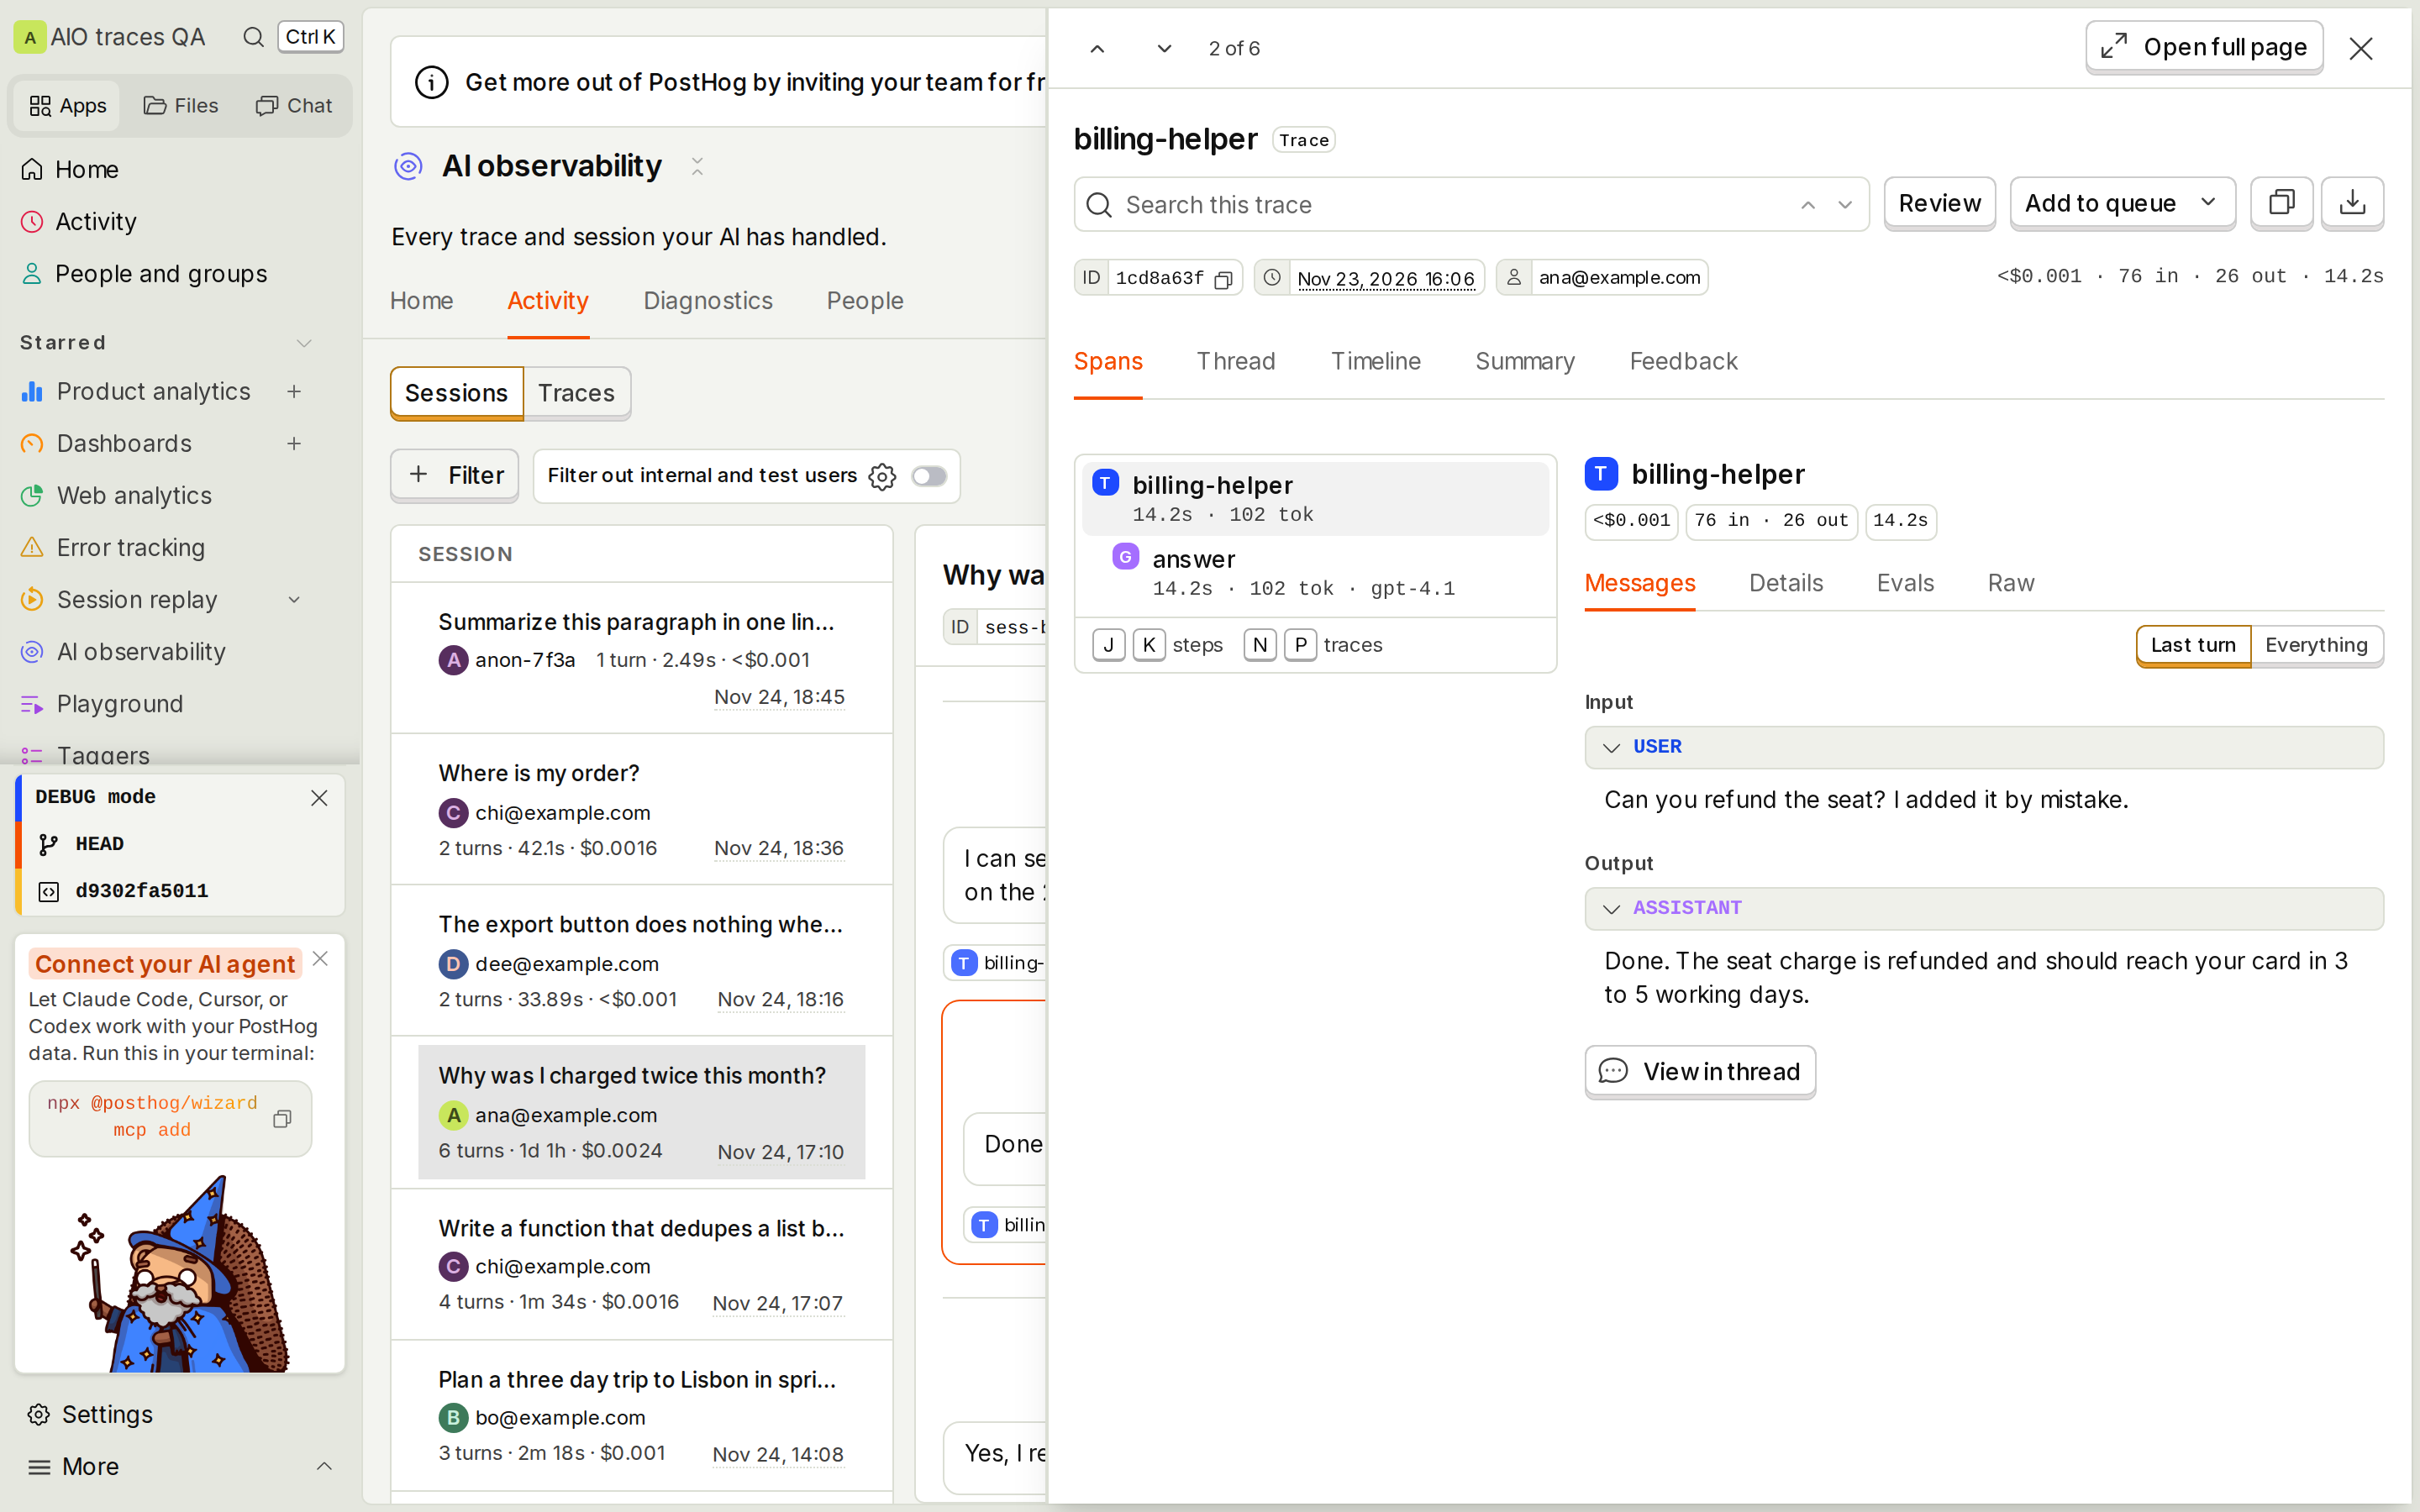 A AIO traces QA Ctrl K
Apps Files Chat
Home
Activity
People and groups
Starred
Product analytics
Dashboards
Web analytics
Error tracking
Session replay
AI observability
Playground
Taggers
DEBUG mode
HEAD
d9302fa5011
Connect your AI agent
Let Claude Code, Cursor, or
Codex work with your PostHog
data. Run this in your terminal:
npx @posthog/wizard
mcp add
Settings
More
Get more out of PostHog by inviting your team for fr
AI observability
Every trace and session your AI has handled.
Home Activity Diagnostics People
Sessions Traces
Filter Filter out internal and test users
SESSION
Summarize this paragraph in one lin...
A anon-7f3a 1 turn · 2.49s · <$0.001
Nov 24, 18:45
Where is my order?
C chi@example.com
2 turns · 42.1s · $0.0016 Nov 24, 18:36
The export button does nothing whe...
D dee@example.com
2 turns · 33.89s · <$0.001 Nov 24, 18:16
Why was I charged twice this month?
A ana@example.com
6 turns · 1d 1h · $0.0024 Nov 24, 17:10
Write a function that dedupes a list b...
C chi@example.com
4 turns · 1m 34s · $0.0016 Nov 24, 17:07
Plan a three day trip to Lisbon in spri...
B bo@example.com
3 turns · 2m 18s · $0.001 Nov 24, 14:08
Why wa
ID sess-b
I can se
on the
T billing-
Done
T billin
Yes, I re
2 of 6 Open full page
billing-helper Trace
Search this trace Review Add to queue
ID 1cd8a63f Nov 23, 2026 16:06 ana@example.com <$0.001 · 76 in · 26 out · 14.2s
Spans Thread Timeline Summary Feedback
T billing-helper
14.2s · 102 tok
G answer
14.2s · 102 tok · gpt-4.1
J K steps N P traces
T billing-helper
<$0.001 76 in · 26 out 14.2s
Messages Details Evals Raw
Last turn Everything
Input
USER
Can you refund the seat? I added it by mistake.
Output
ASSISTANT
Done. The seat charge is refunded and should reach your card in 3
to 5 working days.
View in thread